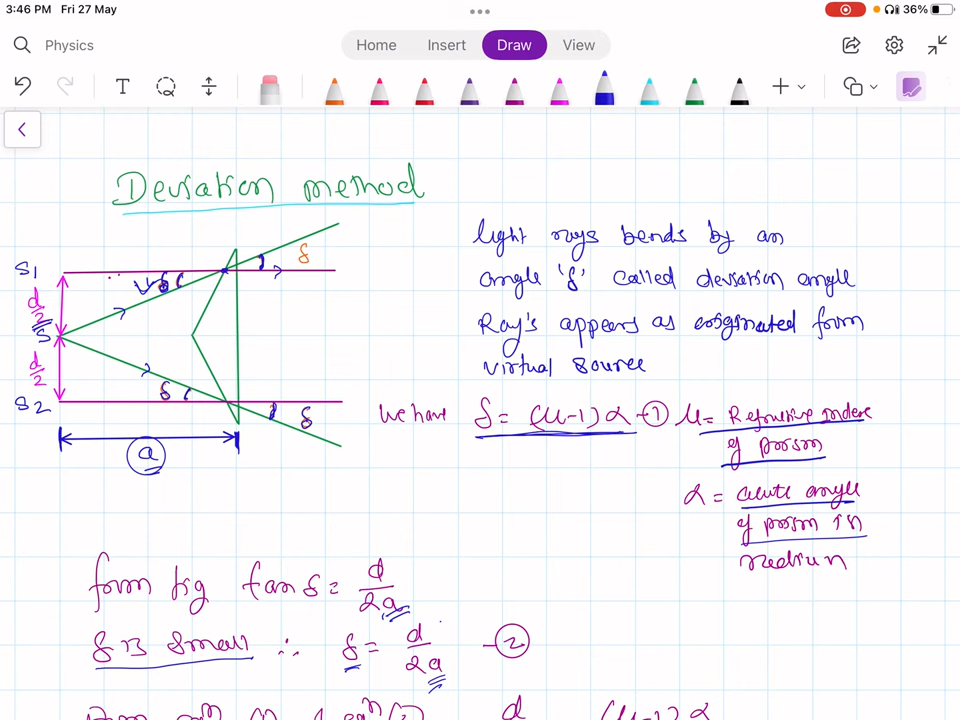 3:46 PM Fri 27 May
36%
Physics
Home Insert Draw View
Deviation method
S1
S
S2
d/2
d/2
δ
δ
δ
δ
a
light rays bends by an
angle 'δ' called deviation angle
Ray's appears as originated from
virtual source
We have δ = (μ-1)α -① μ = Refractive index
of prism
α = acute angle
of prism in
medium
from fig tan δ = d/2a
δ is small ∴ δ = d/2a -②
d (μ-1)α